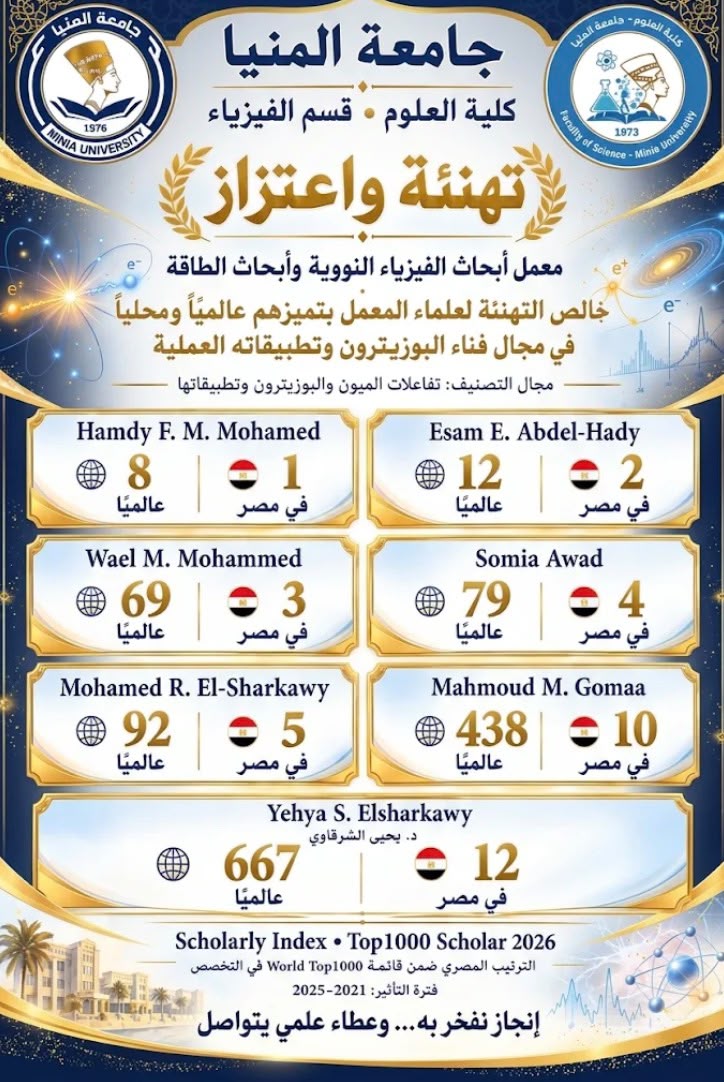 جامعة المنيا
1976
MINIA UNIVERSITY
كلية العلوم - جامعة المنيا
1973
Faculty of Science - Minia University
جامعة المنيا
كلية العلوم • قسم الفيزياء
تهنئة واعتزاز
معمل أبحاث الفيزياء النووية وأبحاث الطاقة
خالص التهنئة لعلماء المعمل بتميزهم عالميًا ومحلياً
في مجال فناء البوزيترون وتطبيقاته العملية
مجال التصنيف: تفاعلات الميون والبوزيترون وتطبيقاتها
e⁻
e⁺
e⁺
e⁻
Hamdy F. M. Mohamed
8 عالميًا
1 في مصر
Esam E. Abdel-Hady
12 عالميًا
2 في مصر
Wael M. Mohammed
69 عالميًا
3 في مصر
Somia Awad
79 عالميًا
4 في مصر
Mohamed R. El-Sharkawy
92 عالميًا
5 في مصر
Mahmoud M. Gomaa
438 عالميًا
10 في مصر
Yehya S. Elsharkawy
د. يحيى الشرقاوي
667 عالميًا
12 في مصر
Scholarly Index • Top1000 Scholar 2026
الترتيب المصري ضمن قائمة World Top1000 في التخصص
فترة التأثير: 2021–2025
إنجاز نفخر به... وعطاء علمي يتواصل